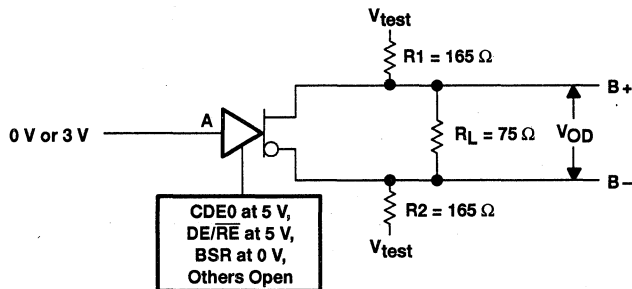 Vtest
R1 = 165 Ω
B+
A
0 V or 3 V
RL = 75 Ω
VOD
B−
CDE0 at 5 V,
DE/R̅E̅ at 5 V,
BSR at 0 V,
Others Open
R2 = 165 Ω
Vtest